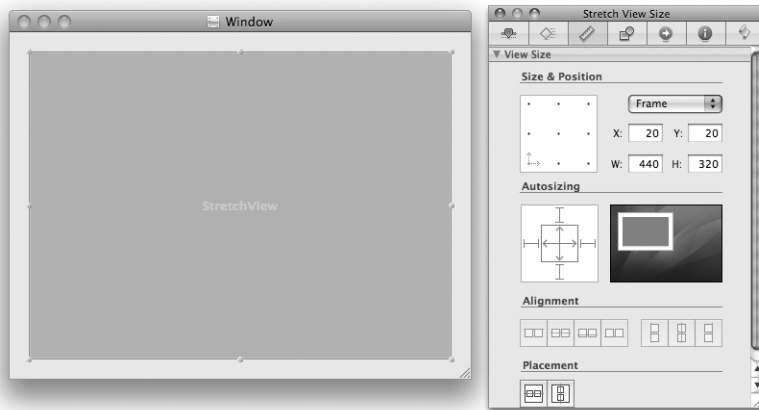 Window
StretchView
Stretch View Size
View Size
Size & Position
Frame
X: 20 Y: 20
W: 440 H: 320
Autosizing
Alignment
Placement